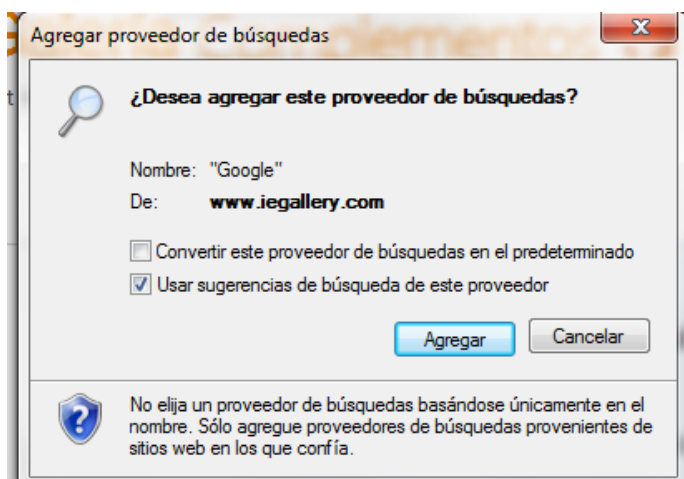 Agregar proveedor de búsquedas
¿Desea agregar este proveedor de búsquedas?
Nombre: "Google"
De: www.iegallery.com
Convertir este proveedor de búsquedas en el predeterminado
Usar sugerencias de búsqueda de este proveedor
Agregar Cancelar
No elija un proveedor de búsquedas basándose únicamente en el
nombre. Sólo agregue proveedores de búsquedas provenientes de
sitios web en los que confía.